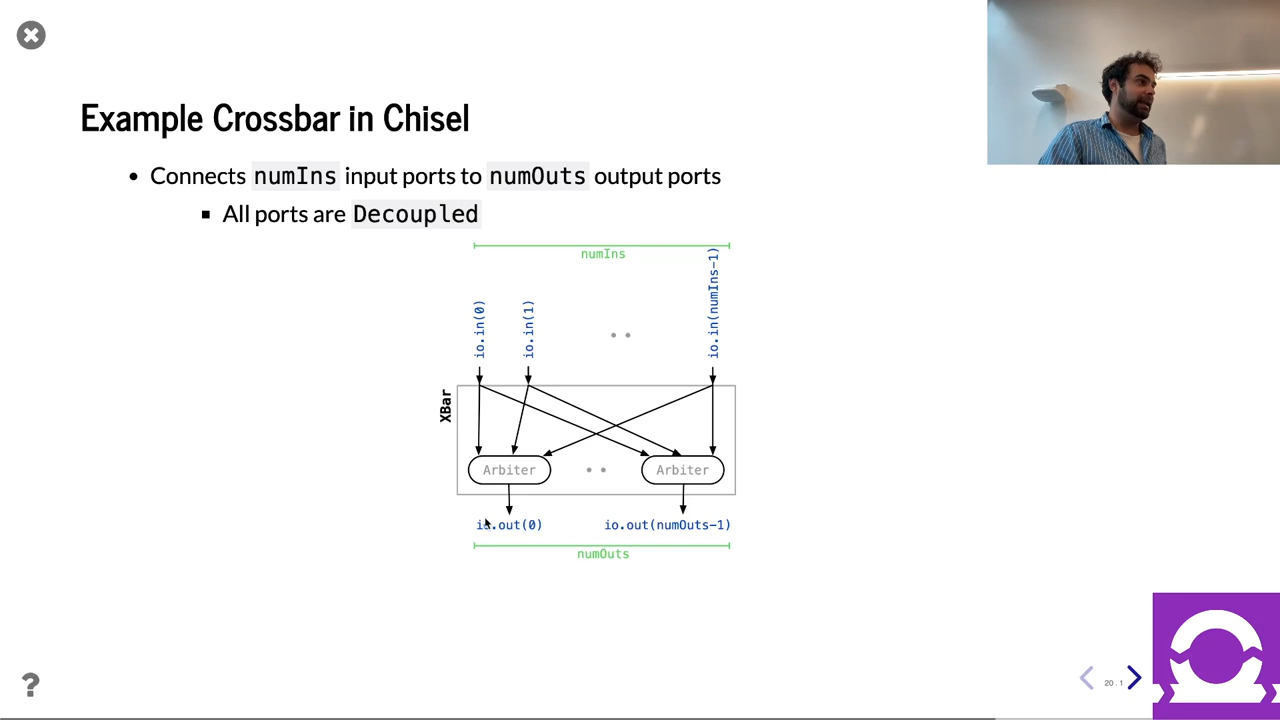 Example Crossbar in Chisel
• Connects numIns input ports to numOuts output ports
▪ All ports are Decoupled
numIns
io.in(0)
io.in(1)
io.in(numIns-1)
XBar
Arbiter
Arbiter
io.out(0)
io.out(numOuts-1)
numOuts
?
20.1